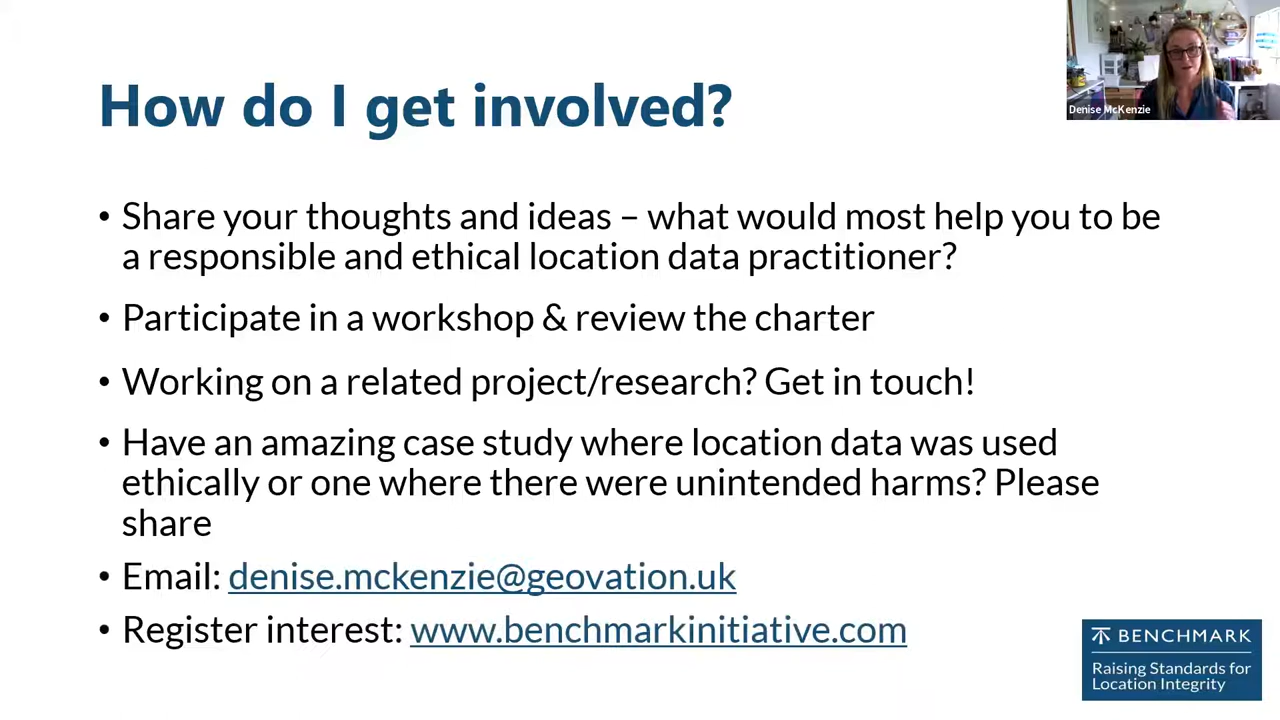 How do I get involved?
Denise McKenzie
• Share your thoughts and ideas – what would most help you to be
a responsible and ethical location data practitioner?
• Participate in a workshop & review the charter
• Working on a related project/research? Get in touch!
• Have an amazing case study where location data was used
ethically or one where there were unintended harms? Please
share
• Email: denise.mckenzie@geovation.uk
• Register interest: www.benchmarkinitiative.com
BENCHMARK
Raising Standards for
Location Integrity